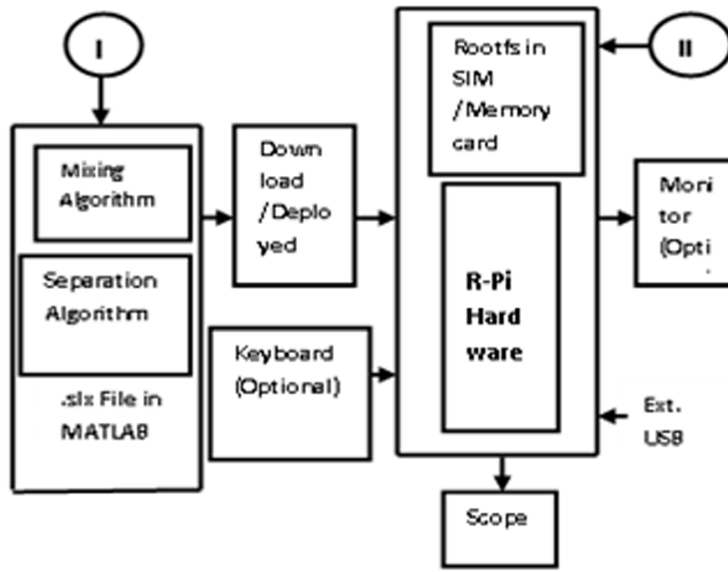 I
II
Mixing
Algorithm
Separation
Algorithm
.slx File in
MATLAB
Down
load
/Deplo
yed
Keyboard
(Optional)
Rootfs in
SIM
/Memory
card
R-Pi
Hard
ware
Moni
tor
(Opti
Ext.
USB
Scope